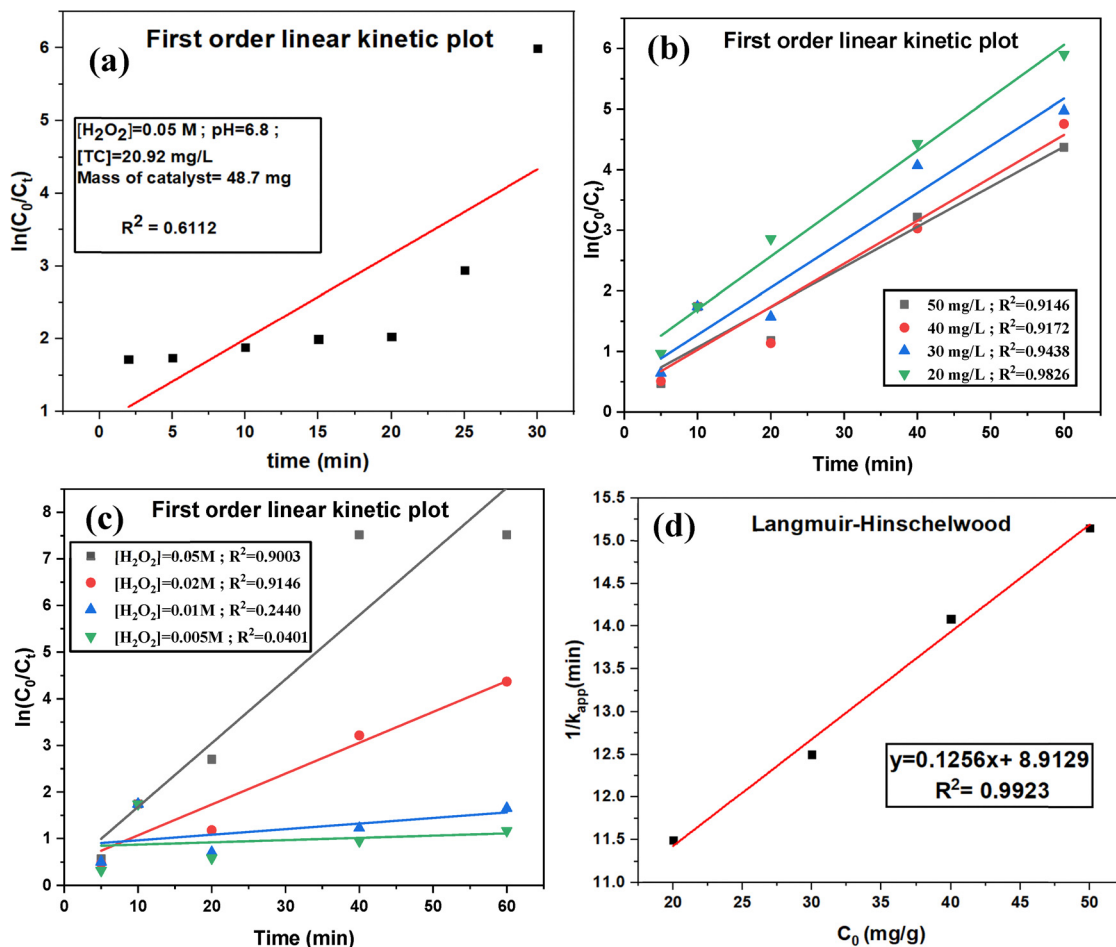 (a)
First order linear kinetic plot
[H₂O₂]=0.05 M ; pH=6.8 ;
[TC]=20.92 mg/L
Mass of catalyst= 48.7 mg
R² = 0.6112
ln(C₀/Cₜ)
6
5
4
3
2
1
0 5 10 15 20 25 30
time (min)
(b)
First order linear kinetic plot
ln(C₀/Cₜ)
6
5
4
3
2
1
0
50 mg/L ; R²=0.9146
40 mg/L ; R²=0.9172
30 mg/L ; R²=0.9438
20 mg/L ; R²=0.9826
0 10 20 30 40 50 60
Time (min)
(c)
First order linear kinetic plot
[H₂O₂]=0.05M ; R²=0.9003
[H₂O₂]=0.02M ; R²=0.9146
[H₂O₂]=0.01M ; R²=0.2440
[H₂O₂]=0.005M ; R²=0.0401
ln(C₀/Cₜ)
8
7
6
5
4
3
2
1
0
0 10 20 30 40 50 60
Time (min)
(d)
Langmuir-Hinschelwood
1/kₐₚₚ(min)
15.5
15.0
14.5
14.0
13.5
13.0
12.5
12.0
11.5
11.0
y=0.1256x+ 8.9129
R²= 0.9923
20 25 30 35 40 45 50
C₀ (mg/g)